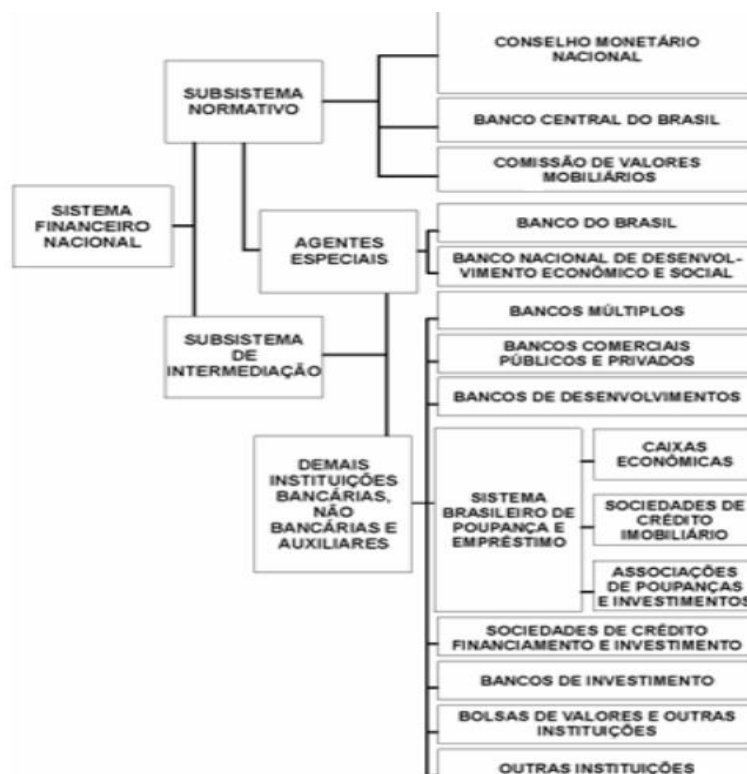 CONSELHO MONETÁRIO
NACIONAL
SUBSISTEMA
NORMATIVO
BANCO CENTRAL DO BRASIL
COMISSÃO DE VALORES
MOBILIÁRIOS
SISTEMA
FINANCEIRO
NACIONAL
AGENTES
ESPECIAIS
BANCO DO BRASIL
BANCO NACIONAL DE DESENVOL-
VIMENTO ECONÔMICO E SOCIAL
SUBSISTEMA
DE
INTERMEDIAÇÃO
BANCOS MÚLTIPLOS
BANCOS COMERCIAIS
PÚBLICOS E PRIVADOS
BANCOS DE DESENVOLVIMENTOS
DEMAIS
INSTITUIÇÕES
BANCÁRIAS,
NÃO
BANCÁRIAS E
AUXILIARES
SISTEMA
BRASILEIRO DE
POUPANÇA E
EMPRÉSTIMO
CAIXAS
ECONÔMICAS
SOCIEDADES DE
CRÉDITO
IMOBILIÁRIO
ASSOCIAÇÕES
DE POUPANÇAS
E INVESTIMENTOS
SOCIEDADES DE CRÉDITO
FINANCIAMENTO E INVESTIMENTO
BANCOS DE INVESTIMENTO
BOLSAS DE VALORES E OUTRAS
INSTITUIÇÕES
OUTRAS INSTITUIÇÕES